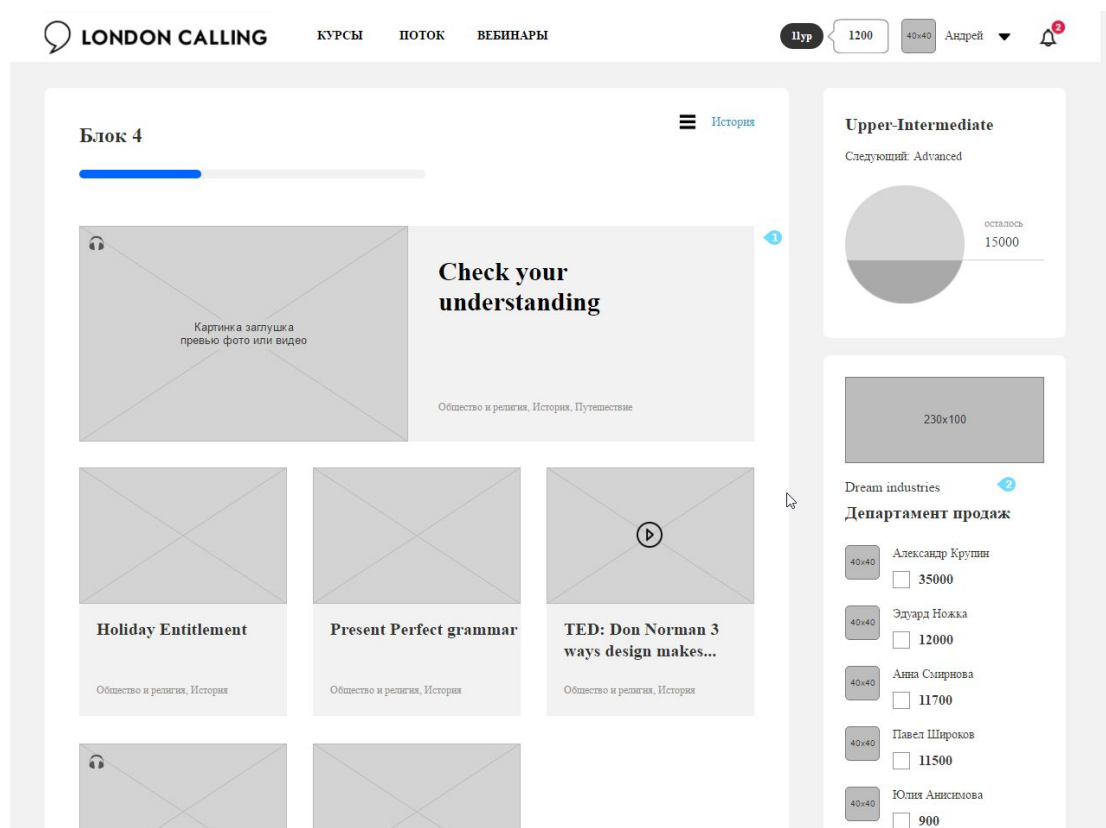 LONDON CALLING КУРСЫ ПОТОК ВЕБИНАРЫ Пур 1200 40x40 Андрей 2
Блок 4
История
Картинка заглушка
превью фото или видео
Check your
understanding
Общество и религия, История, Путешествие
1
Holiday Entitlement
Общество и религия, История
Present Perfect grammar
Общество и религия, История
TED: Don Norman 3
ways design makes...
Общество и религия, История
Upper-Intermediate
Следующий: Advanced
осталось
15000
230x100
Dream industries
2
Департамент продаж
40x40
Александр Крупин
35000
40x40
Эдуард Ножка
12000
40x40
Анна Смирнова
11700
40x40
Павел Широков
11500
40x40
Юлия Анисимова
900